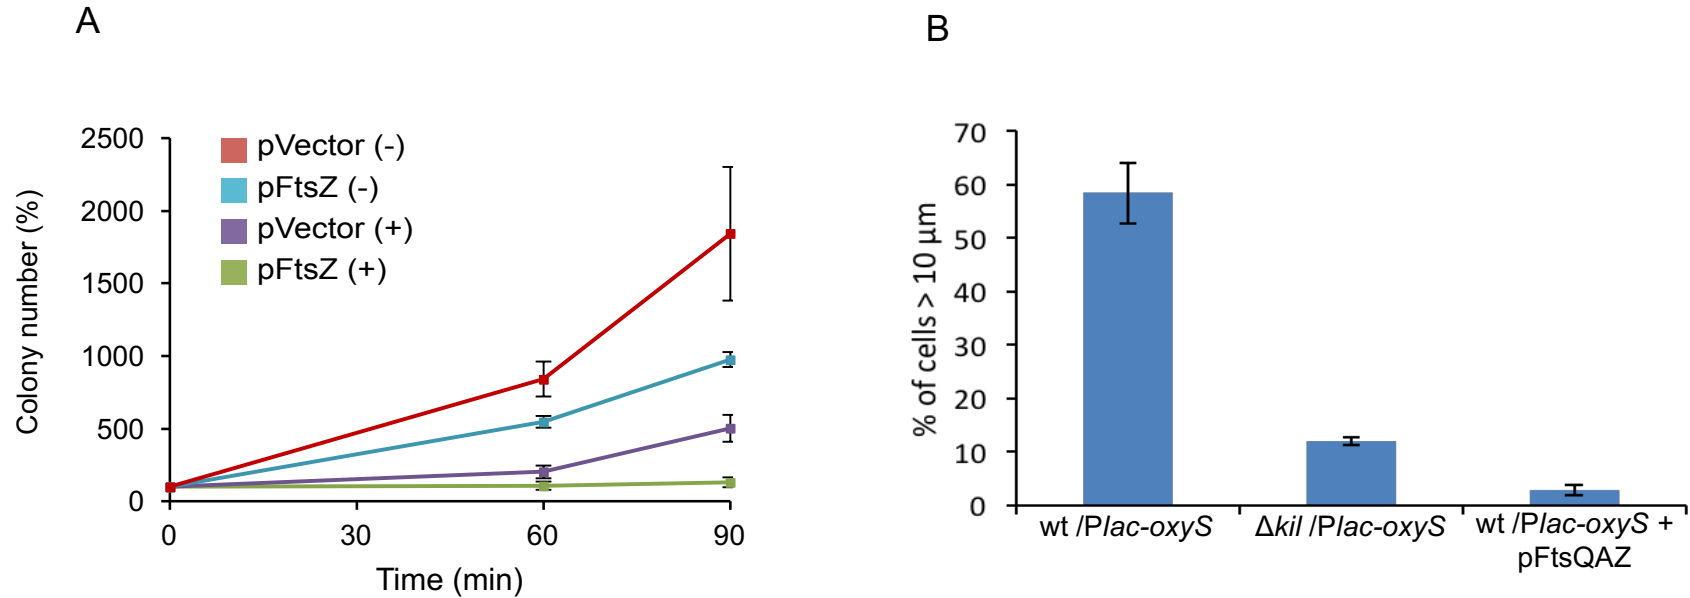 A
2500
2000
1500
1000
500
0
0 30 60 90
Colony number (%)
Time (min)
pVector (-)
pFtsZ (-)
pVector (+)
pFtsZ (+)
B
70
60
50
40
30
20
10
0
% of cells > 10 μm
wt /Plac-oxyS
Δkil /Plac-oxyS
wt /Plac-oxyS +
pFtsQAZ